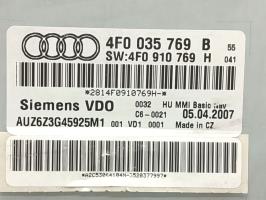 4F0 035 769 B 55
SW:4F0 910 769 H 041
*2814F0910769H-*
Siemens VDO 0032 HU MMI Basic Nav
C6-0021 05.04.2007
AUZ6Z3G45925M1 001 VD1 0001 Made in CZ